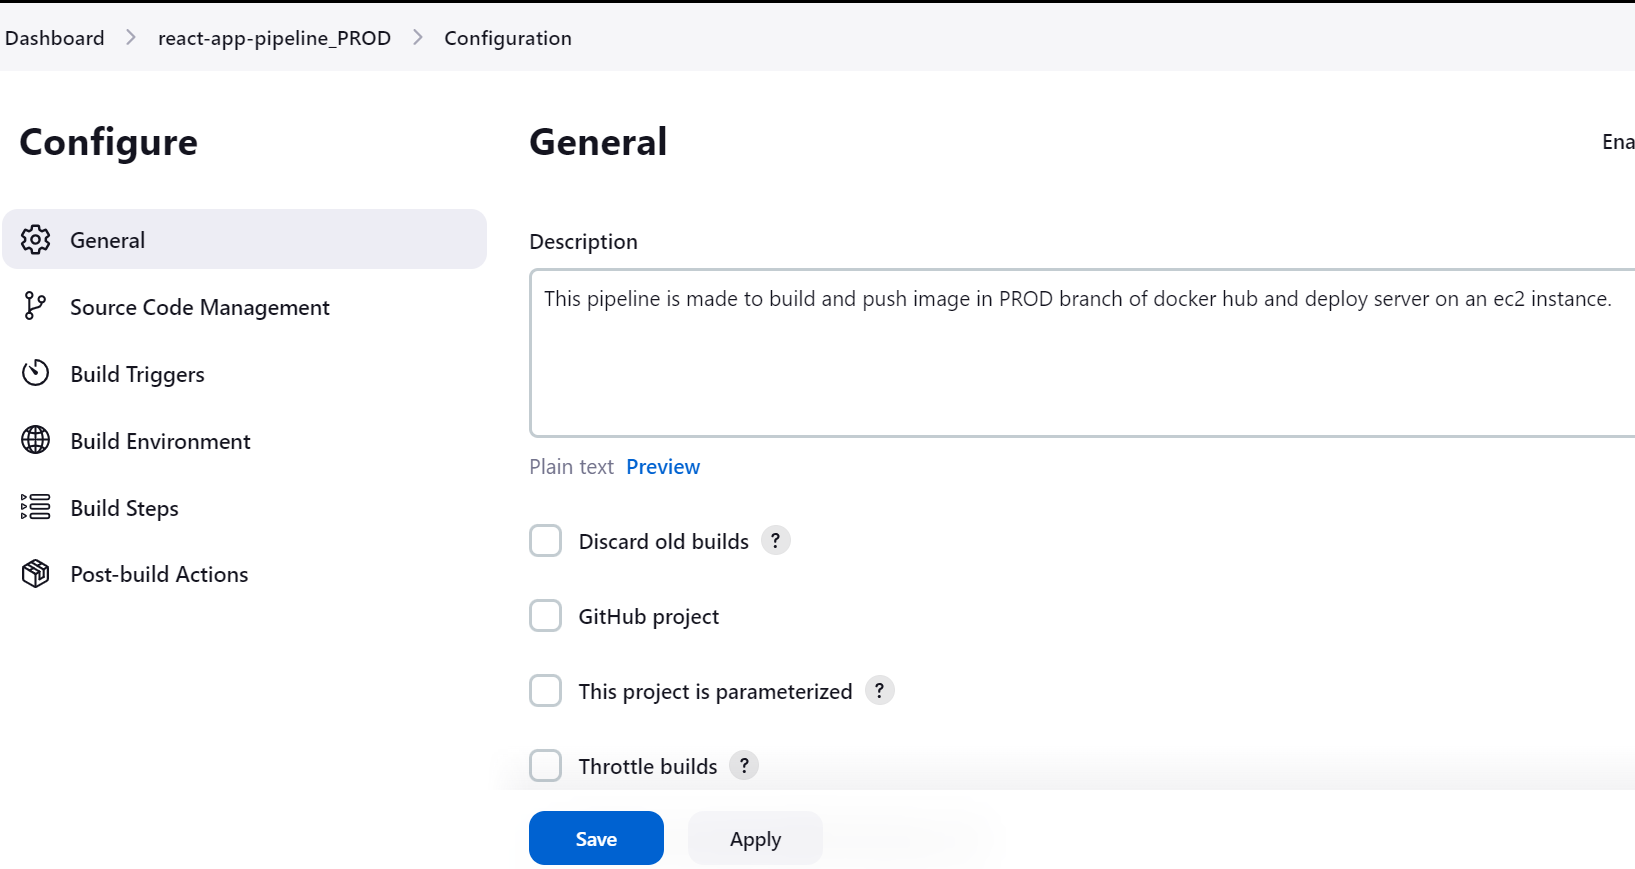 Dashboard > react-app-pipeline_PROD > Configuration
Configure
General
Source Code Management
Build Triggers
Build Environment
Build Steps
Post-build Actions
General
Ena
Description
This pipeline is made to build and push image in PROD branch of docker hub and deploy server on an ec2 instance.
Plain text Preview
Discard old builds ?
GitHub project
This project is parameterized ?
Throttle builds ?
Save Apply